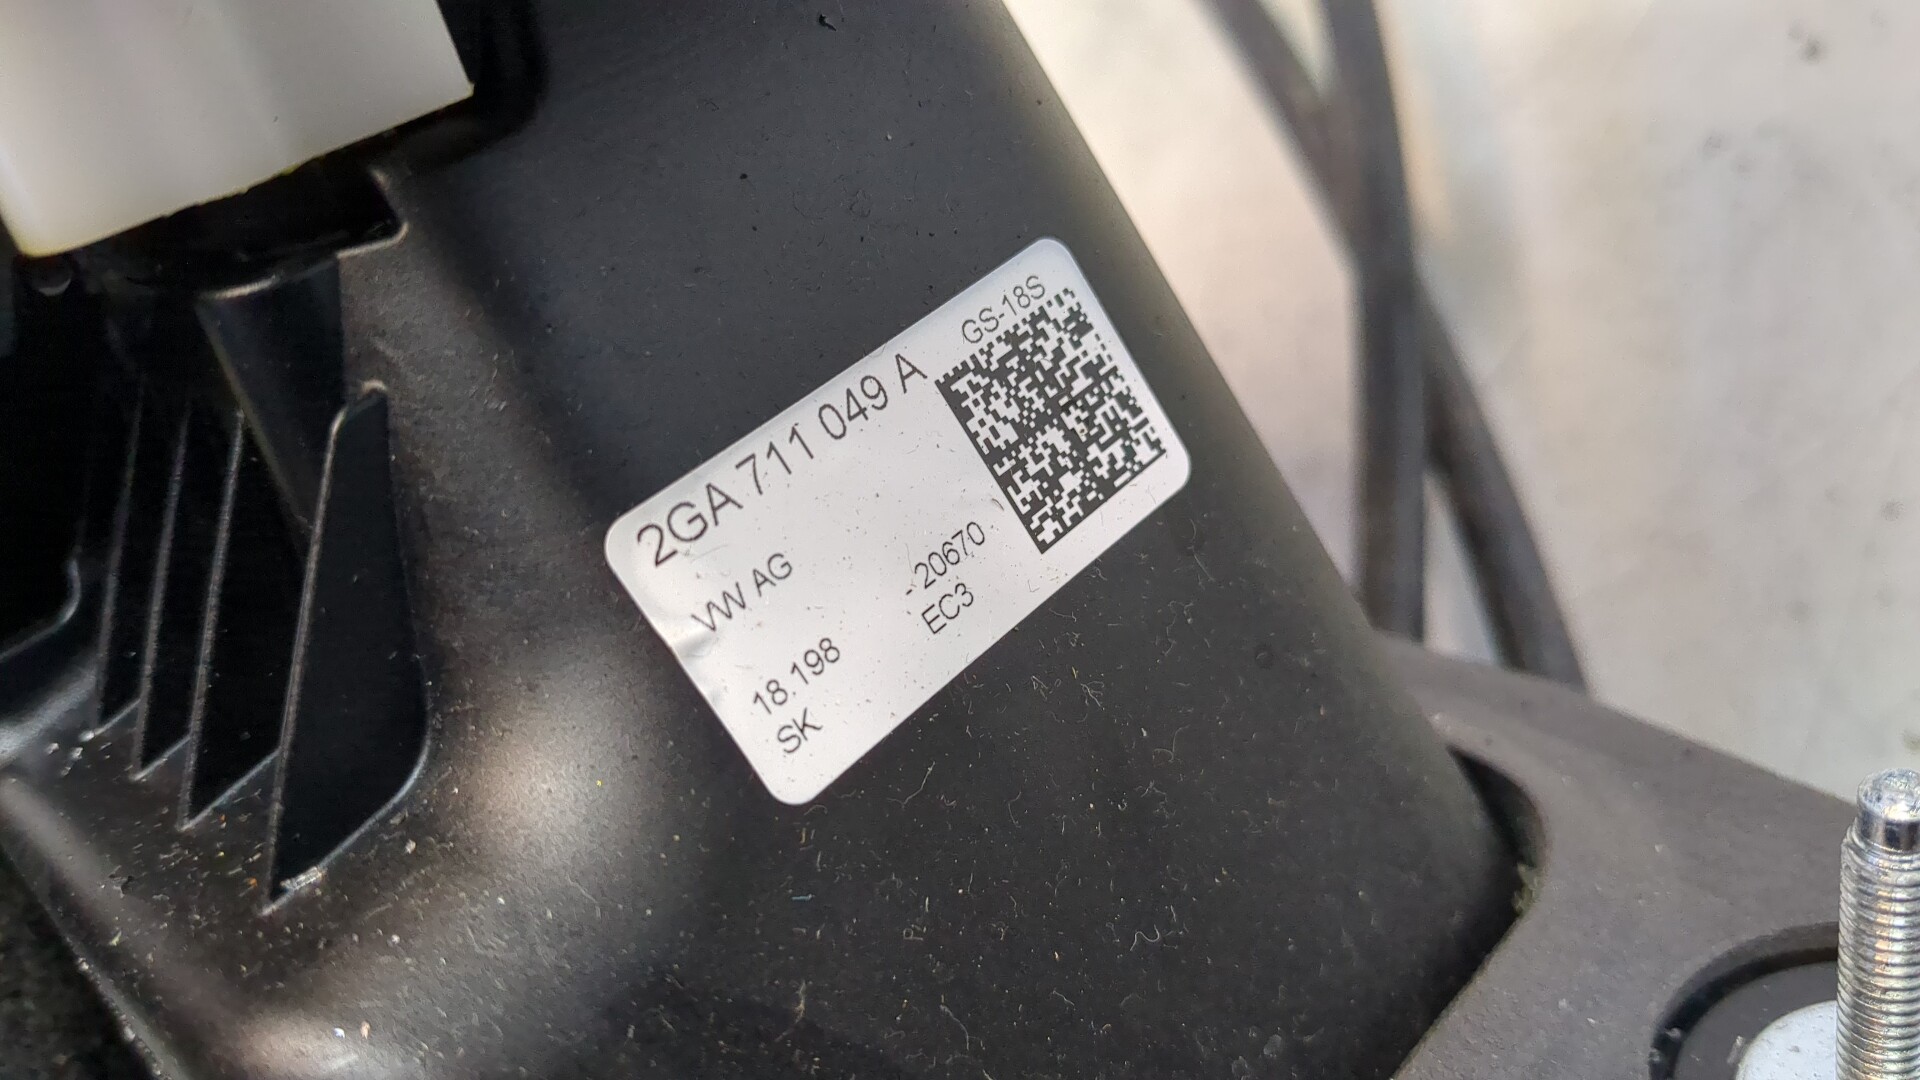 GS-18S
2GA 711 049 A
VW AG
18.198 - 20670
SK EC3